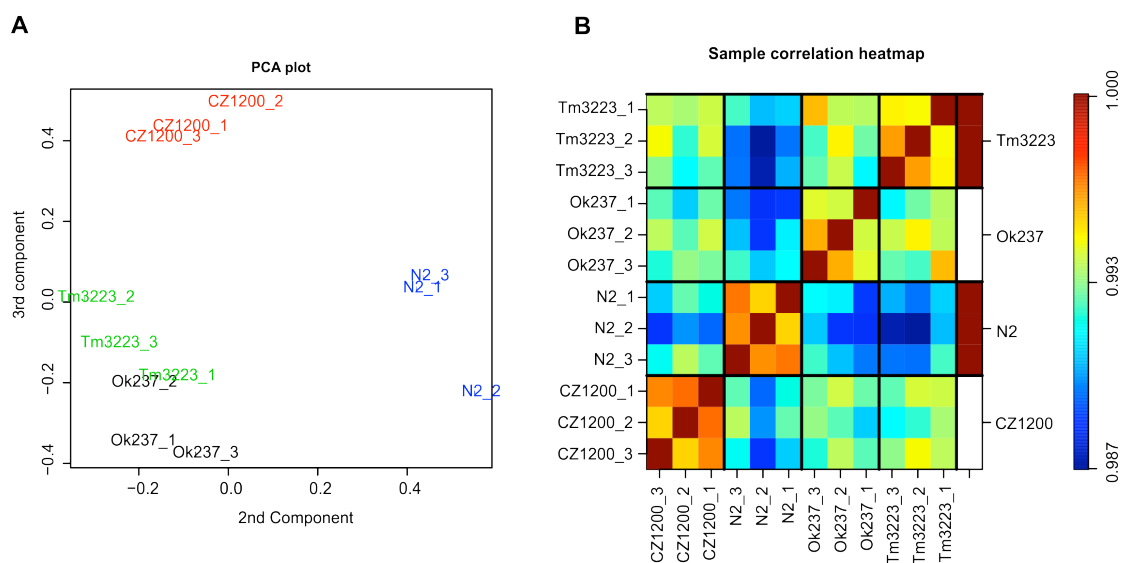 A
PCA plot
CZ1200_2
CZ1200_1
CZ1200_3
N2_3
N2_1
Tm3223_2
Tm3223_3
Tm3223_1
Ok237_2
N2_2
Ok237_1
Ok237_3
0.4
0.2
0.0
−0.2
−0.4
3rd component
−0.2
0.0
0.2
0.4
2nd Component
B
Sample correlation heatmap
Tm3223_1
Tm3223_2
Tm3223_3
Ok237_1
Ok237_2
Ok237_3
N2_1
N2_2
N2_3
CZ1200_1
CZ1200_2
CZ1200_3
Tm3223
Ok237
N2
CZ1200
CZ1200_3
CZ1200_2
CZ1200_1
N2_3
N2_2
N2_1
Ok237_3
Ok237_2
Ok237_1
Tm3223_3
Tm3223_2
Tm3223_1
1.000
0.993
0.987